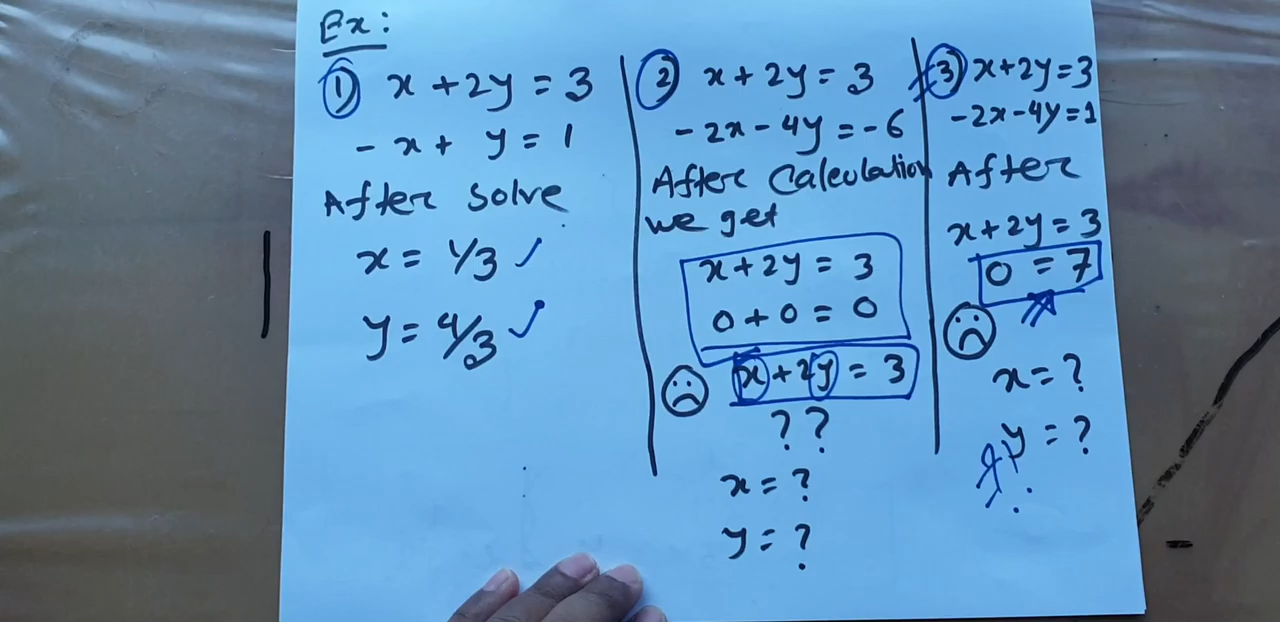 Ex:
① x + 2y = 3
- x + y = 1
After solve
x = 1/3 ✓
y = 4/3 ✓
② x + 2y = 3
- 2x - 4y = - 6
After Calculation
we get
x + 2y = 3
0 + 0 = 0
x + 2y = 3
? ?
x = ?
y = ?
③ x + 2y = 3
- 2x - 4y = 1
After
x + 2y = 3
0 = 7
x = ?
y = ?